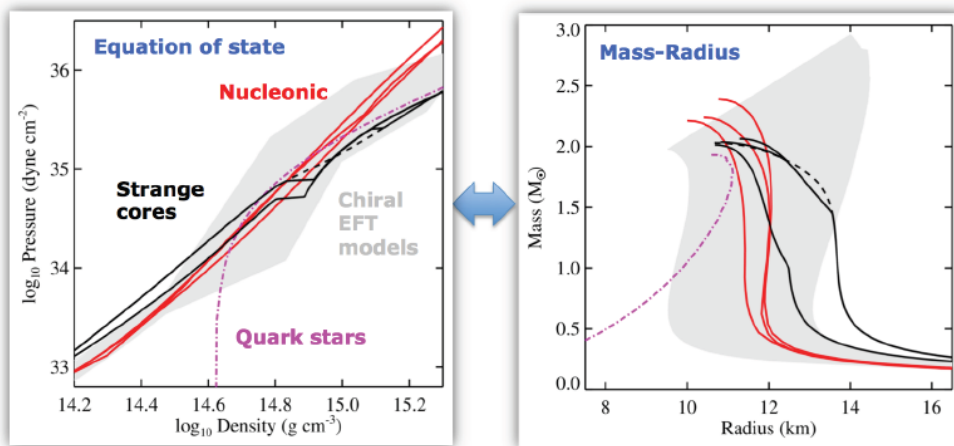 Equation of state
Nucleonic
Strange
cores
Chiral
EFT
models
Quark stars
log₁₀ Pressure (dyne cm⁻²)
36
35
34
33
14.2 14.4 14.6 14.8 15.0 15.2
log₁₀ Density (g cm⁻³)
Mass-Radius
Mass (M☉)
3.0
2.5
2.0
1.5
1.0
0.5
0.0
8 10 12 14 16
Radius (km)